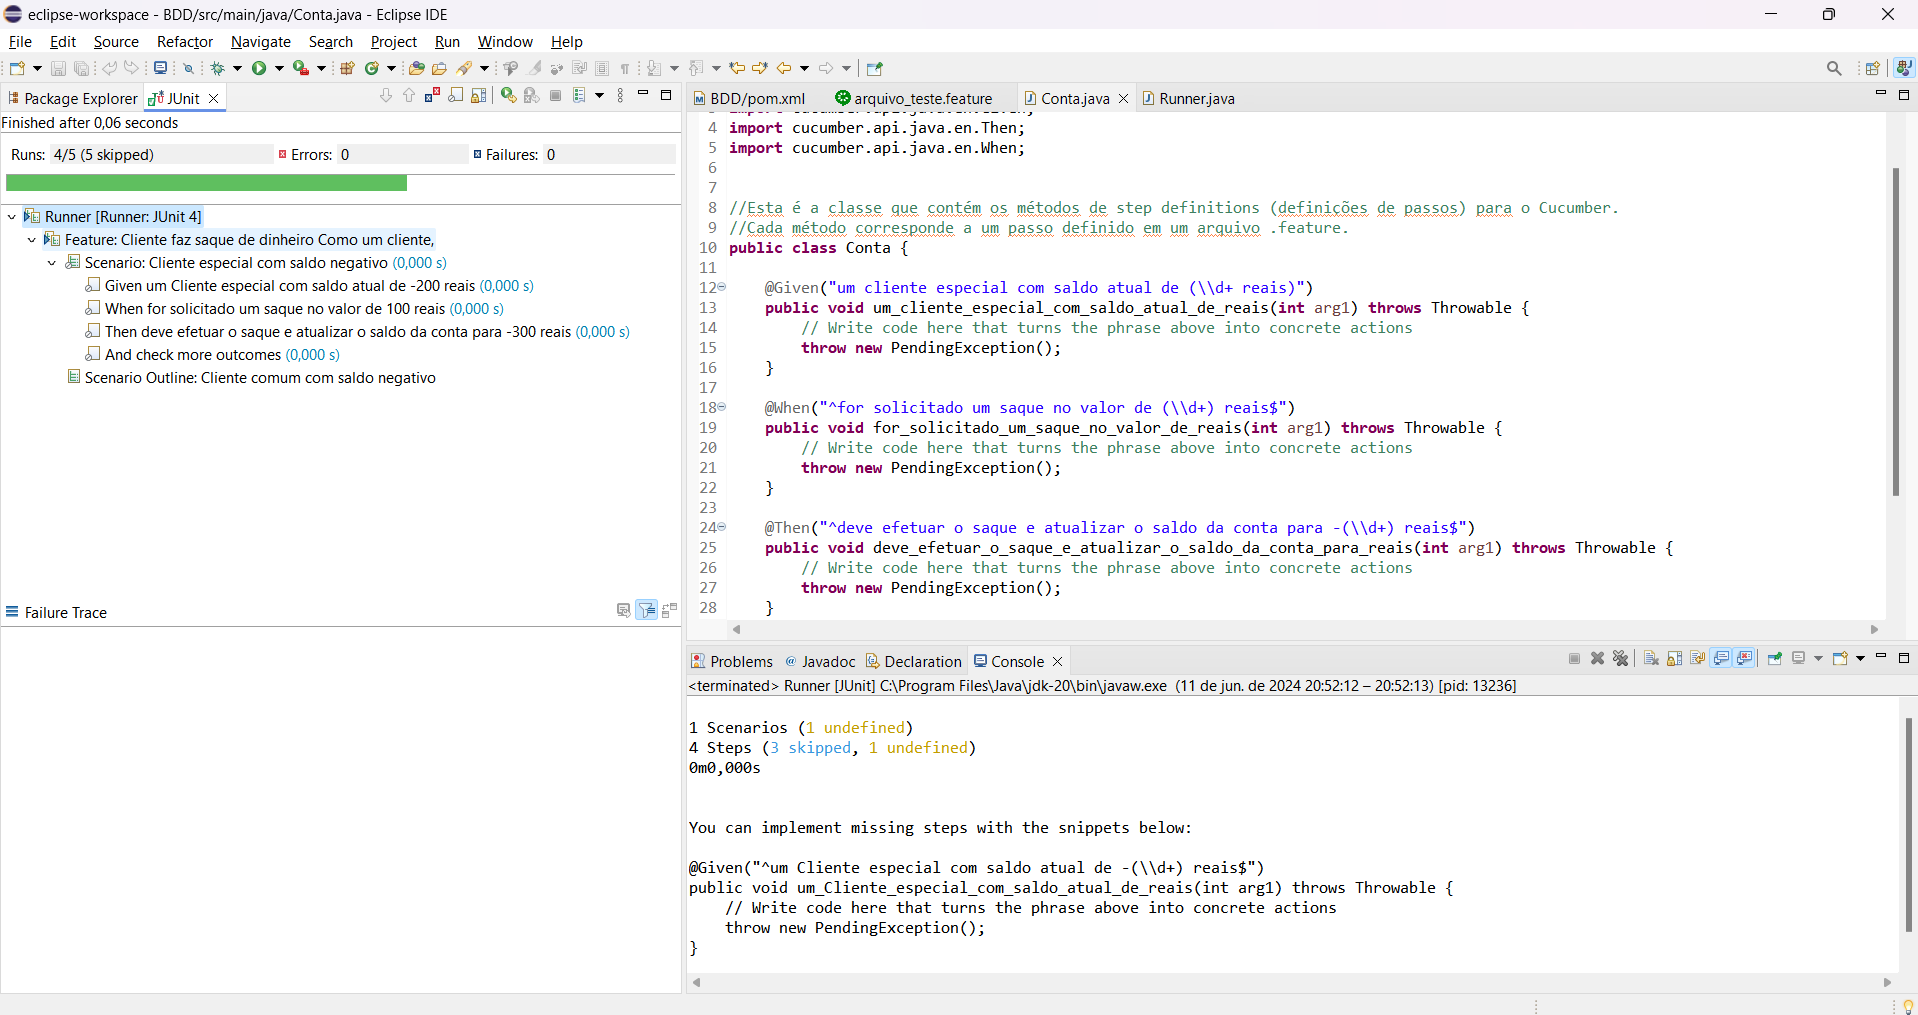 eclipse-workspace - BDD/src/main/java/Conta.java - Eclipse IDE
File Edit Source Refactor Navigate Search Project Run Window Help
Package Explorer JUnit
Finished after 0,06 seconds
Runs: 4/5 (5 skipped) Errors: 0 Failures: 0
Runner [Runner: JUnit 4]
Feature: Cliente faz saque de dinheiro Como um cliente,
Scenario: Cliente especial com saldo negativo (0,000 s)
Given um Cliente especial com saldo atual de -200 reais (0,000 s)
When for solicitado um saque no valor de 100 reais (0,000 s)
Then deve efetuar o saque e atualizar o saldo da conta para -300 reais (0,000 s)
And check more outcomes (0,000 s)
Scenario Outline: Cliente comum com saldo negativo
Failure Trace
BDD/pom.xml arquivo_teste.feature Conta.java Runner.java
4 import cucumber.api.java.en.Then;
5 import cucumber.api.java.en.When;
6
7
8 //Esta é a classe que contém os métodos de step definitions (definições de passos) para o Cucumber.
9 //Cada método corresponde a um passo definido em um arquivo .feature.
10 public class Conta {
11
12 @Given("um cliente especial com saldo atual de (\\d+ reais)")
13 public void um_cliente_especial_com_saldo_atual_de_reais(int arg1) throws Throwable {
14 // Write code here that turns the phrase above into concrete actions
15 throw new PendingException();
16 }
17
18 @When("^for solicitado um saque no valor de (\\d+) reais$")
19 public void for_solicitado_um_saque_no_valor_de_reais(int arg1) throws Throwable {
20 // Write code here that turns the phrase above into concrete actions
21 throw new PendingException();
22 }
23
24 @Then("^deve efetuar o saque e atualizar o saldo da conta para -(\\d+) reais$")
25 public void deve_efetuar_o_saque_e_atualizar_o_saldo_da_conta_para_reais(int arg1) throws Throwable {
26 // Write code here that turns the phrase above into concrete actions
27 throw new PendingException();
28 }
Problems Javadoc Declaration Console
<terminated> Runner [JUnit] C:\Program Files\Java\jdk-20\bin\javaw.exe (11 de jun. de 2024 20:52:12 – 20:52:13) [pid: 13236]
1 Scenarios (1 undefined)
4 Steps (3 skipped, 1 undefined)
0m0,000s
You can implement missing steps with the snippets below:
@Given("^um Cliente especial com saldo atual de -(\\d+) reais$")
public void um_Cliente_especial_com_saldo_atual_de_reais(int arg1) throws Throwable {
// Write code here that turns the phrase above into concrete actions
throw new PendingException();
}